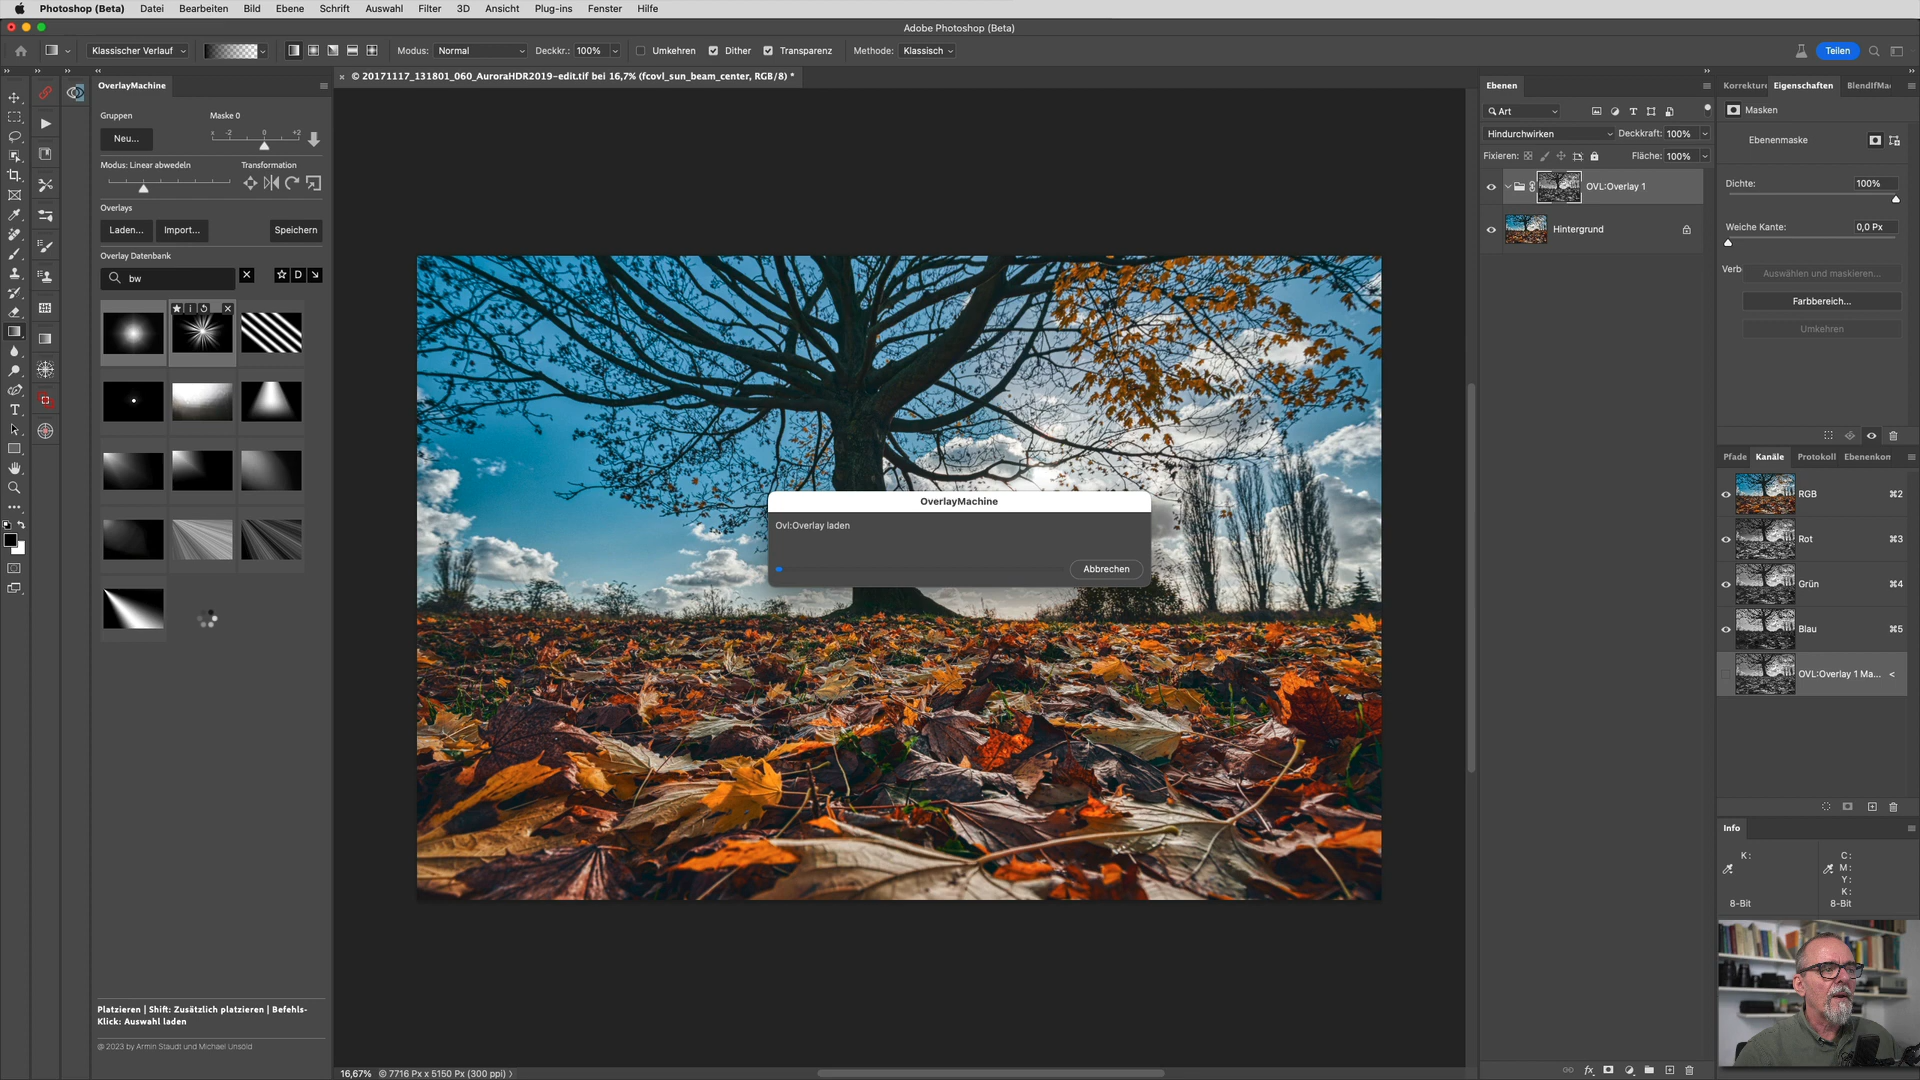 Photoshop (Beta) Datei Bearbeiten Bild Ebene Schrift Auswahl Filter 3D Ansicht Plug-ins Fenster Hilfe
Adobe Photoshop (Beta)
Klassischer Verlauf Modus: Normal Deckkr.: 100% Umkehren Dither Transparenz Methode: Klassisch Teilen
OverlayMachine
© 20171117_131801_060_AuroraHDR2019-edit.tif bei 16,7% (fcovl_sun_beam_center, RGB/8) *
Gruppen Maske 0
Neu... x -2 0 +2
Modus: Linear abwedeln Transformation
Overlays
Laden... Import... Speichern
Overlay Datenbank
bw
D
OverlayMachine
Ovl:Overlay laden
Abbrechen
Platzieren | Shift: Zusätzlich platzieren | Befehls-
Klick: Auswahl laden
@ 2023 by Armin Staudt und Michael Unsöld
16,67% © 7716 Px x 5150 Px (300 ppi)
Ebenen
Art
Hindurchwirken Deckkraft: 100%
Fixieren: Fläche: 100%
OVL:Overlay 1
Hintergrund
fx
Korrekture Eigenschaften BlendIfMa
Masken
Ebenenmaske
Dichte: 100%
Weiche Kante: 0,0 Px
Verb Auswählen und maskieren...
Farbbereich...
Umkehren
Pfade Kanäle Protokoll Ebenenkon
RGB ⌘2
Rot ⌘3
Grün ⌘4
Blau ⌘5
OVL:Overlay 1 Ma... <
Info
K: C:
M:
Y:
K:
8-Bit 8-Bit